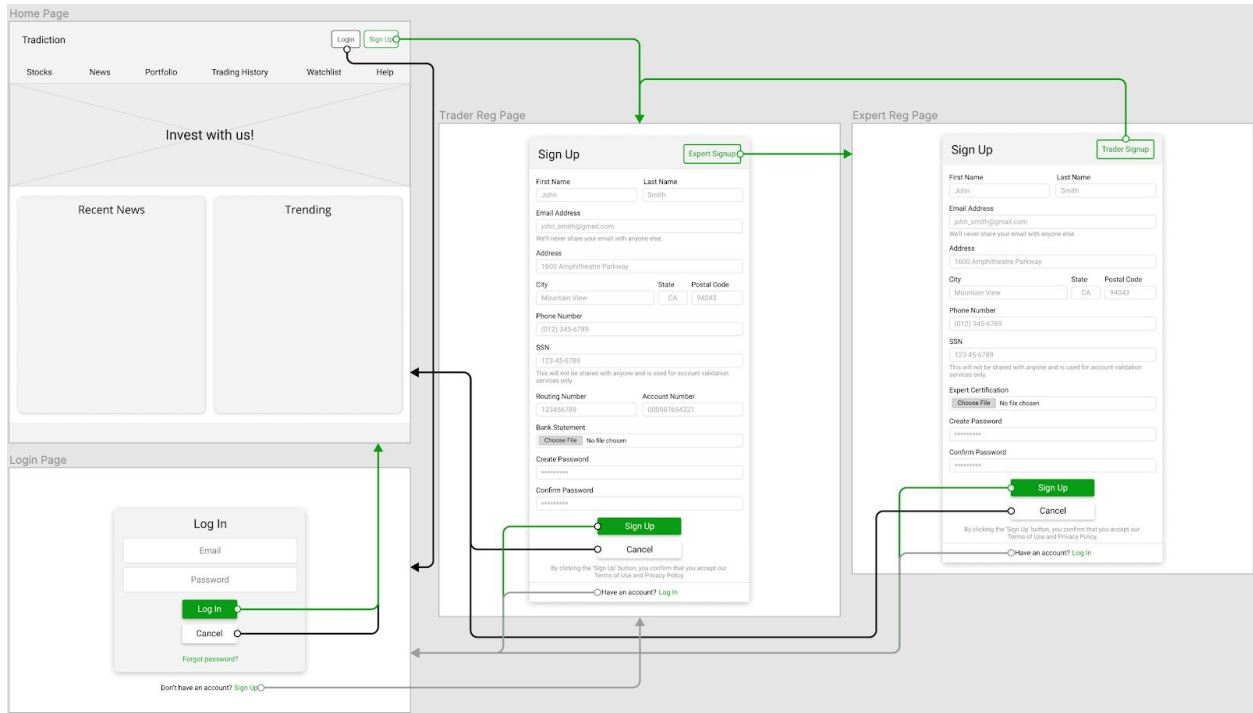 Home Page
Tradiction
Login
Sign Up
Stocks
News
Portfolio
Trading History
Watchlist
Help
Invest with us!
Recent News
Trending
Login Page
Log In
Email
Password
Log In
Cancel
Forgot password?
Don't have an account? Sign Up
Trader Reg Page
Sign Up
Expert Signup
First Name
Last Name
John
Smith
Email Address
john_smith@gmail.com
We'll never share your email with anyone else.
Address
1600 Amphitheatre Parkway
City
State
Postal Code
Mountain View
CA
94043
Phone Number
(012) 345-6789
SSN
123-45-6789
This will not be shared with anyone and is used for account validation
services only.
Routing Number
Account Number
123456789
000987654321
Bank Statement
Choose File
No file chosen
Create Password
*********
Confirm Password
*********
Sign Up
Cancel
By clicking the 'Sign Up' button, you confirm that you accept our
Terms of Use and Privacy Policy.
Have an account? Log In
Expert Reg Page
Sign Up
Trader Signup
First Name
Last Name
John
Smith
Email Address
john_smith@gmail.com
We'll never share your email with anyone else.
Address
1600 Amphitheatre Parkway
City
State
Postal Code
Mountain View
CA
94043
Phone Number
(012) 345-6789
SSN
123-45-6789
This will not be shared with anyone and is used for account validation
services only.
Expert Certification
Choose File
No file chosen
Create Password
*********
Confirm Password
*********
Sign Up
Cancel
By clicking the 'Sign Up' button, you confirm that you accept our
Terms of Use and Privacy Policy.
Have an account? Log In